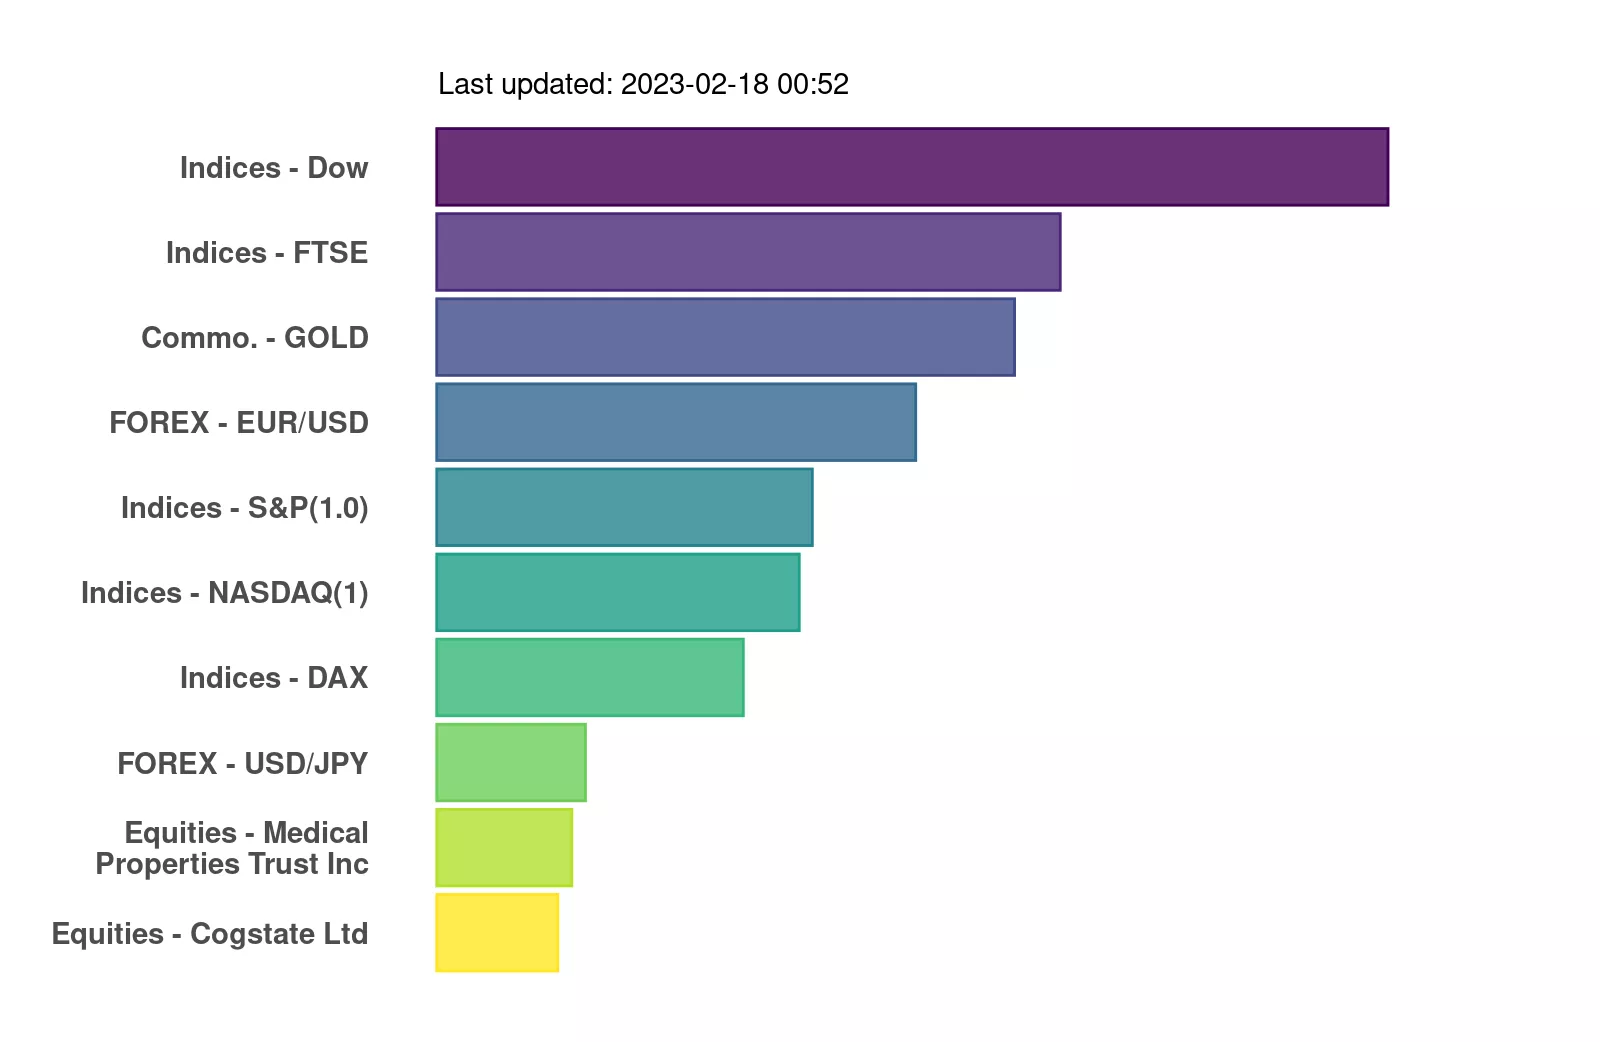 Last updated: 2023-02-18 00:52
Indices - Dow
Indices - FTSE
Commo. - GOLD
FOREX - EUR/USD
Indices - S&P(1.0)
Indices - NASDAQ(1)
Indices - DAX
FOREX - USD/JPY
Equities - Medical
Properties Trust Inc
Equities - Cogstate Ltd